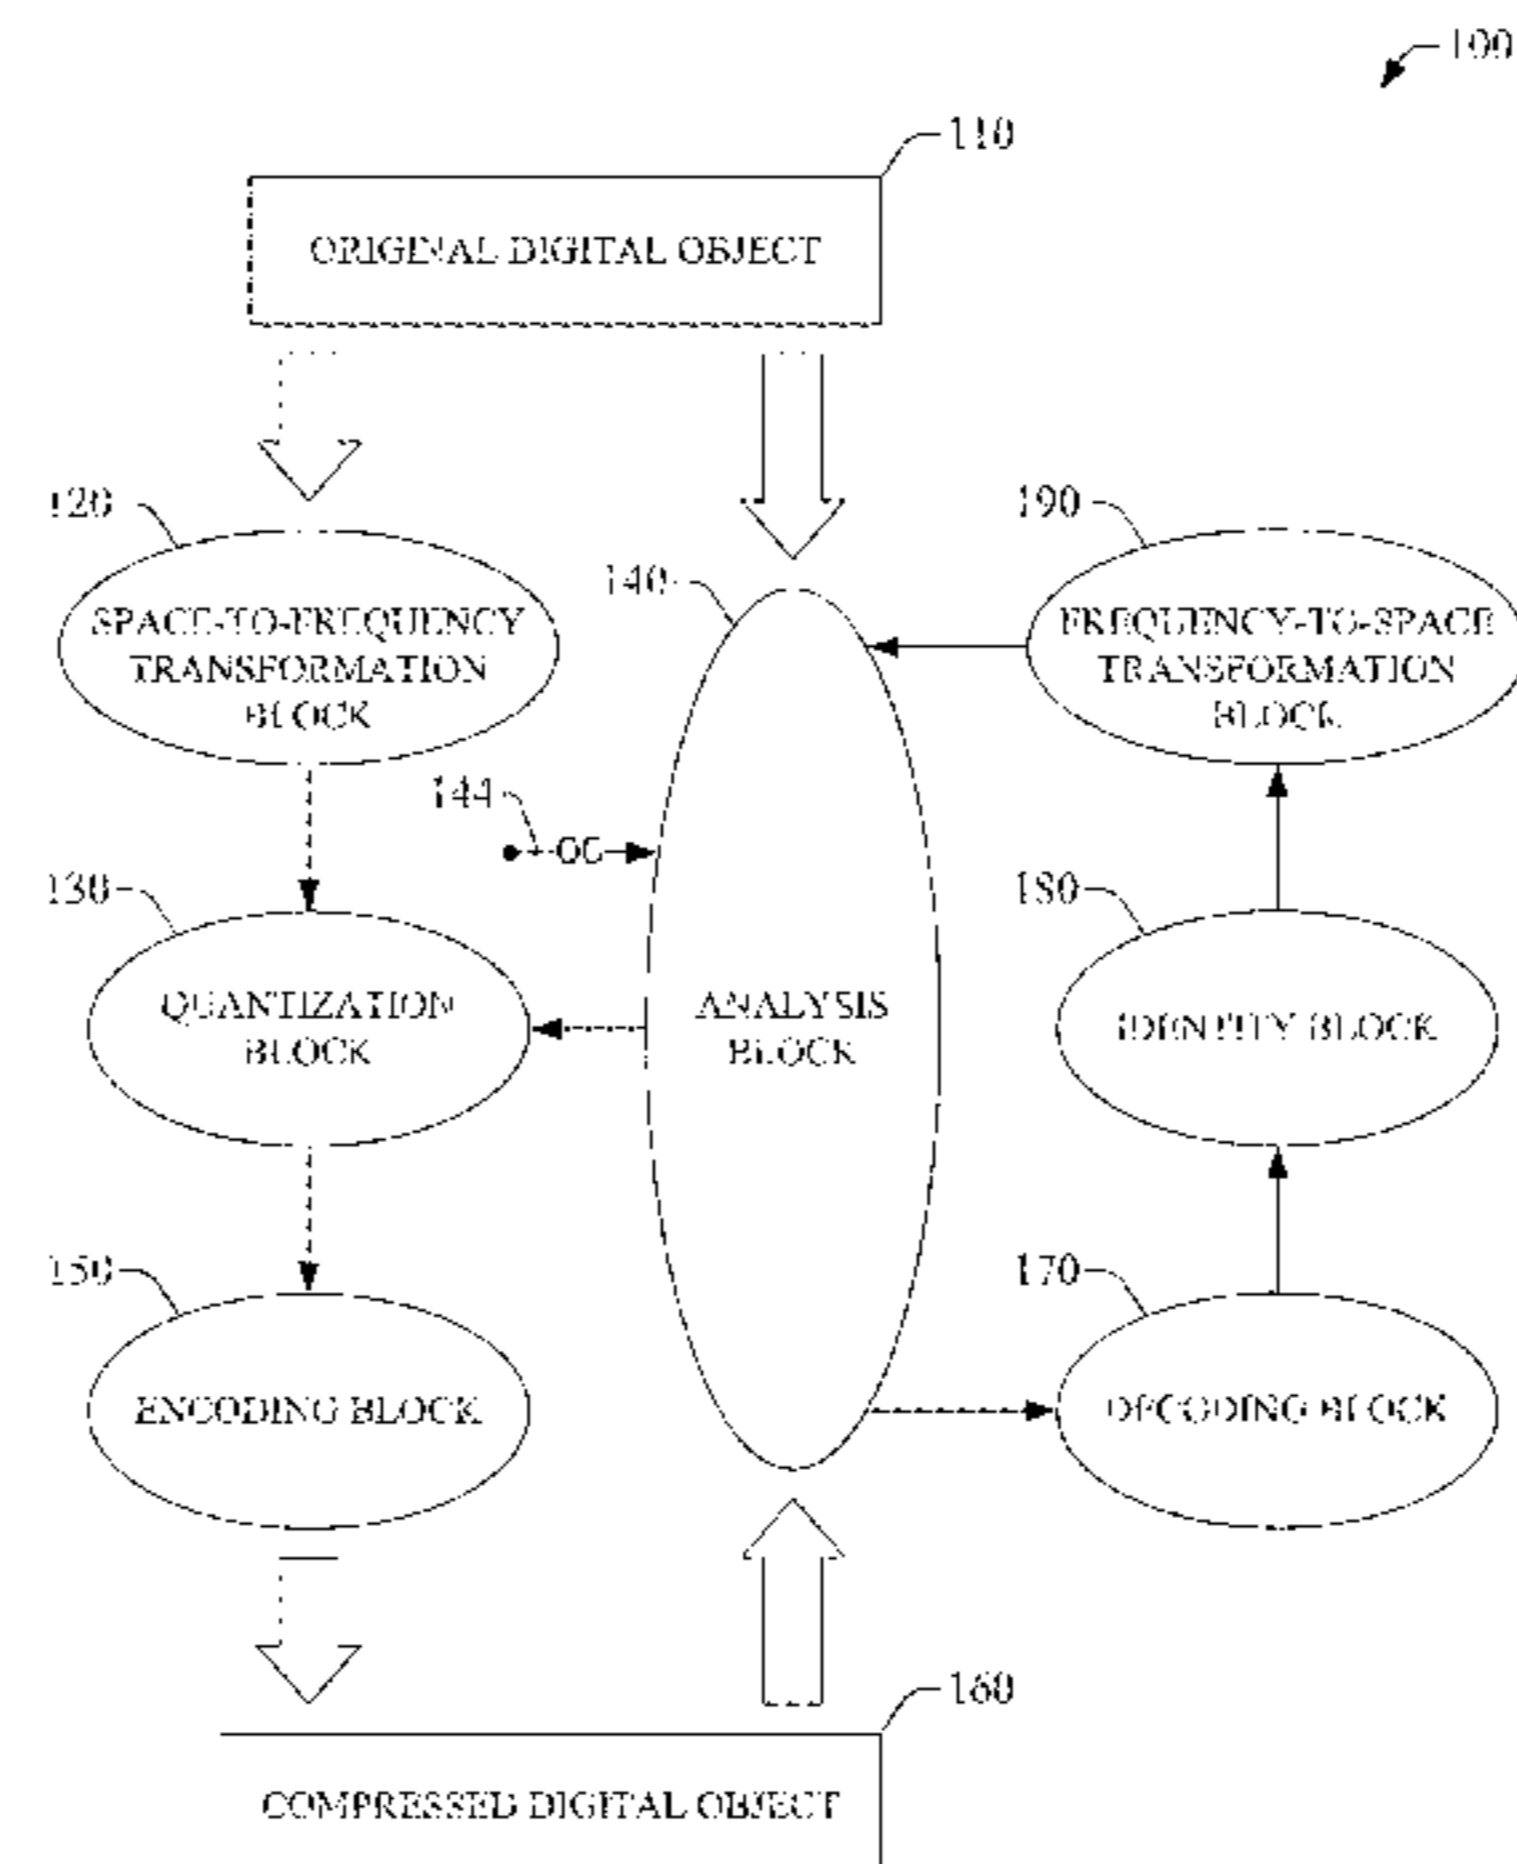 100
110
ORIGINAL DIGITAL OBJECT
120
SPACE-TO-FREQUENCY
TRANSFORMATION
BLOCK
140
190
FREQUENCY-TO-SPACE
TRANSFORMATION
BLOCK
144
130
QUANTIZATION
BLOCK
ANALYSIS
BLOCK
180
IDENTITY BLOCK
150
ENCODING BLOCK
170
DECODING BLOCK
160
COMPRESSED DIGITAL OBJECT